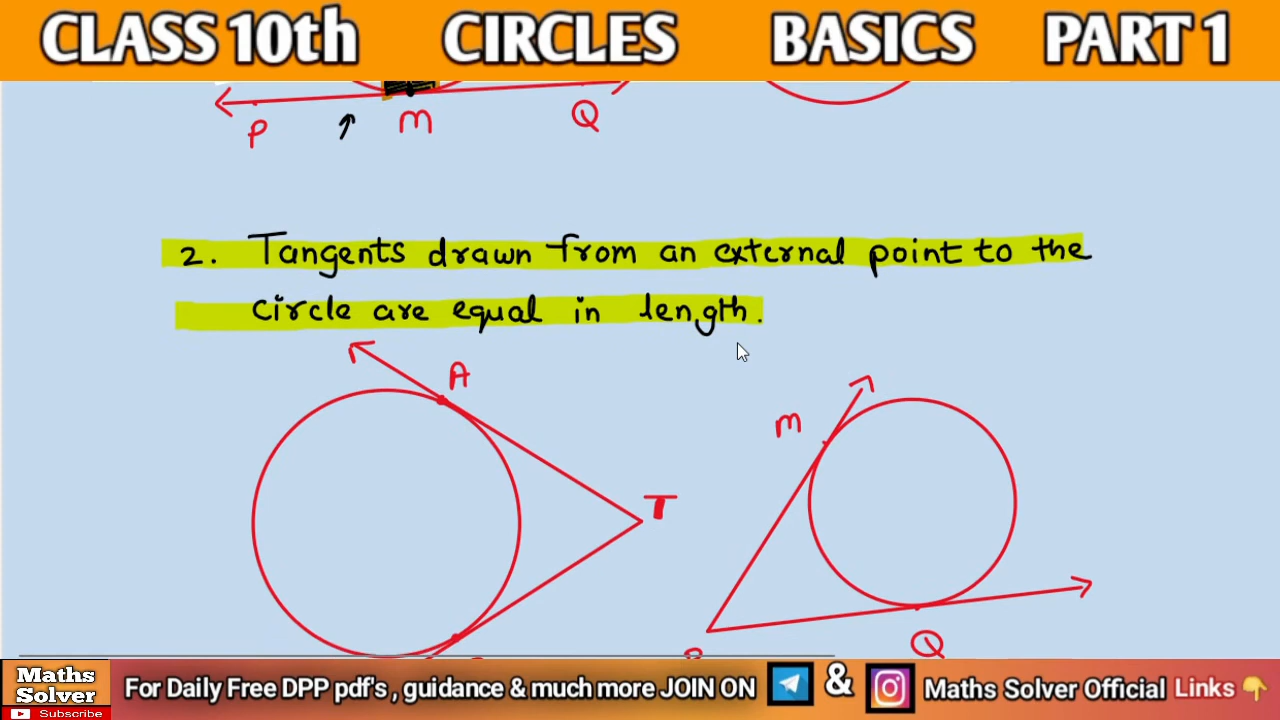 CLASS 10th CIRCLES BASICS PART 1
P M Q
2. Tangents drawn from an external point to the
circle are equal in length.
A
M
T
Q
Maths
Solver
Subscribe
For Daily Free DPP pdf's , guidance & much more JOIN ON & Maths Solver Official Links 👇